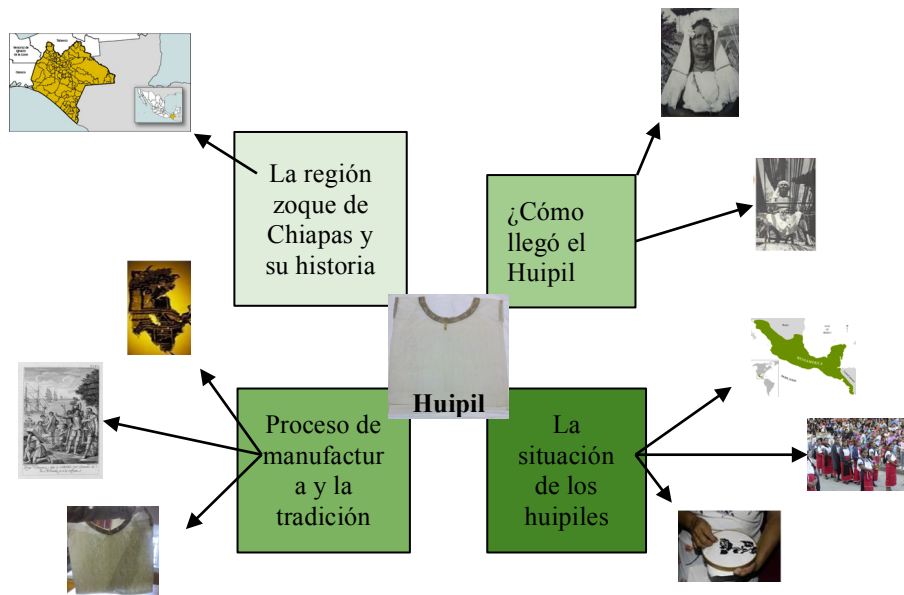 La región
zoque de
Chiapas y
su historia
¿Cómo
llegó el
Huipil
Huipil
Proceso de
manufactur
a y la
tradición
La
situación
de los
huipiles